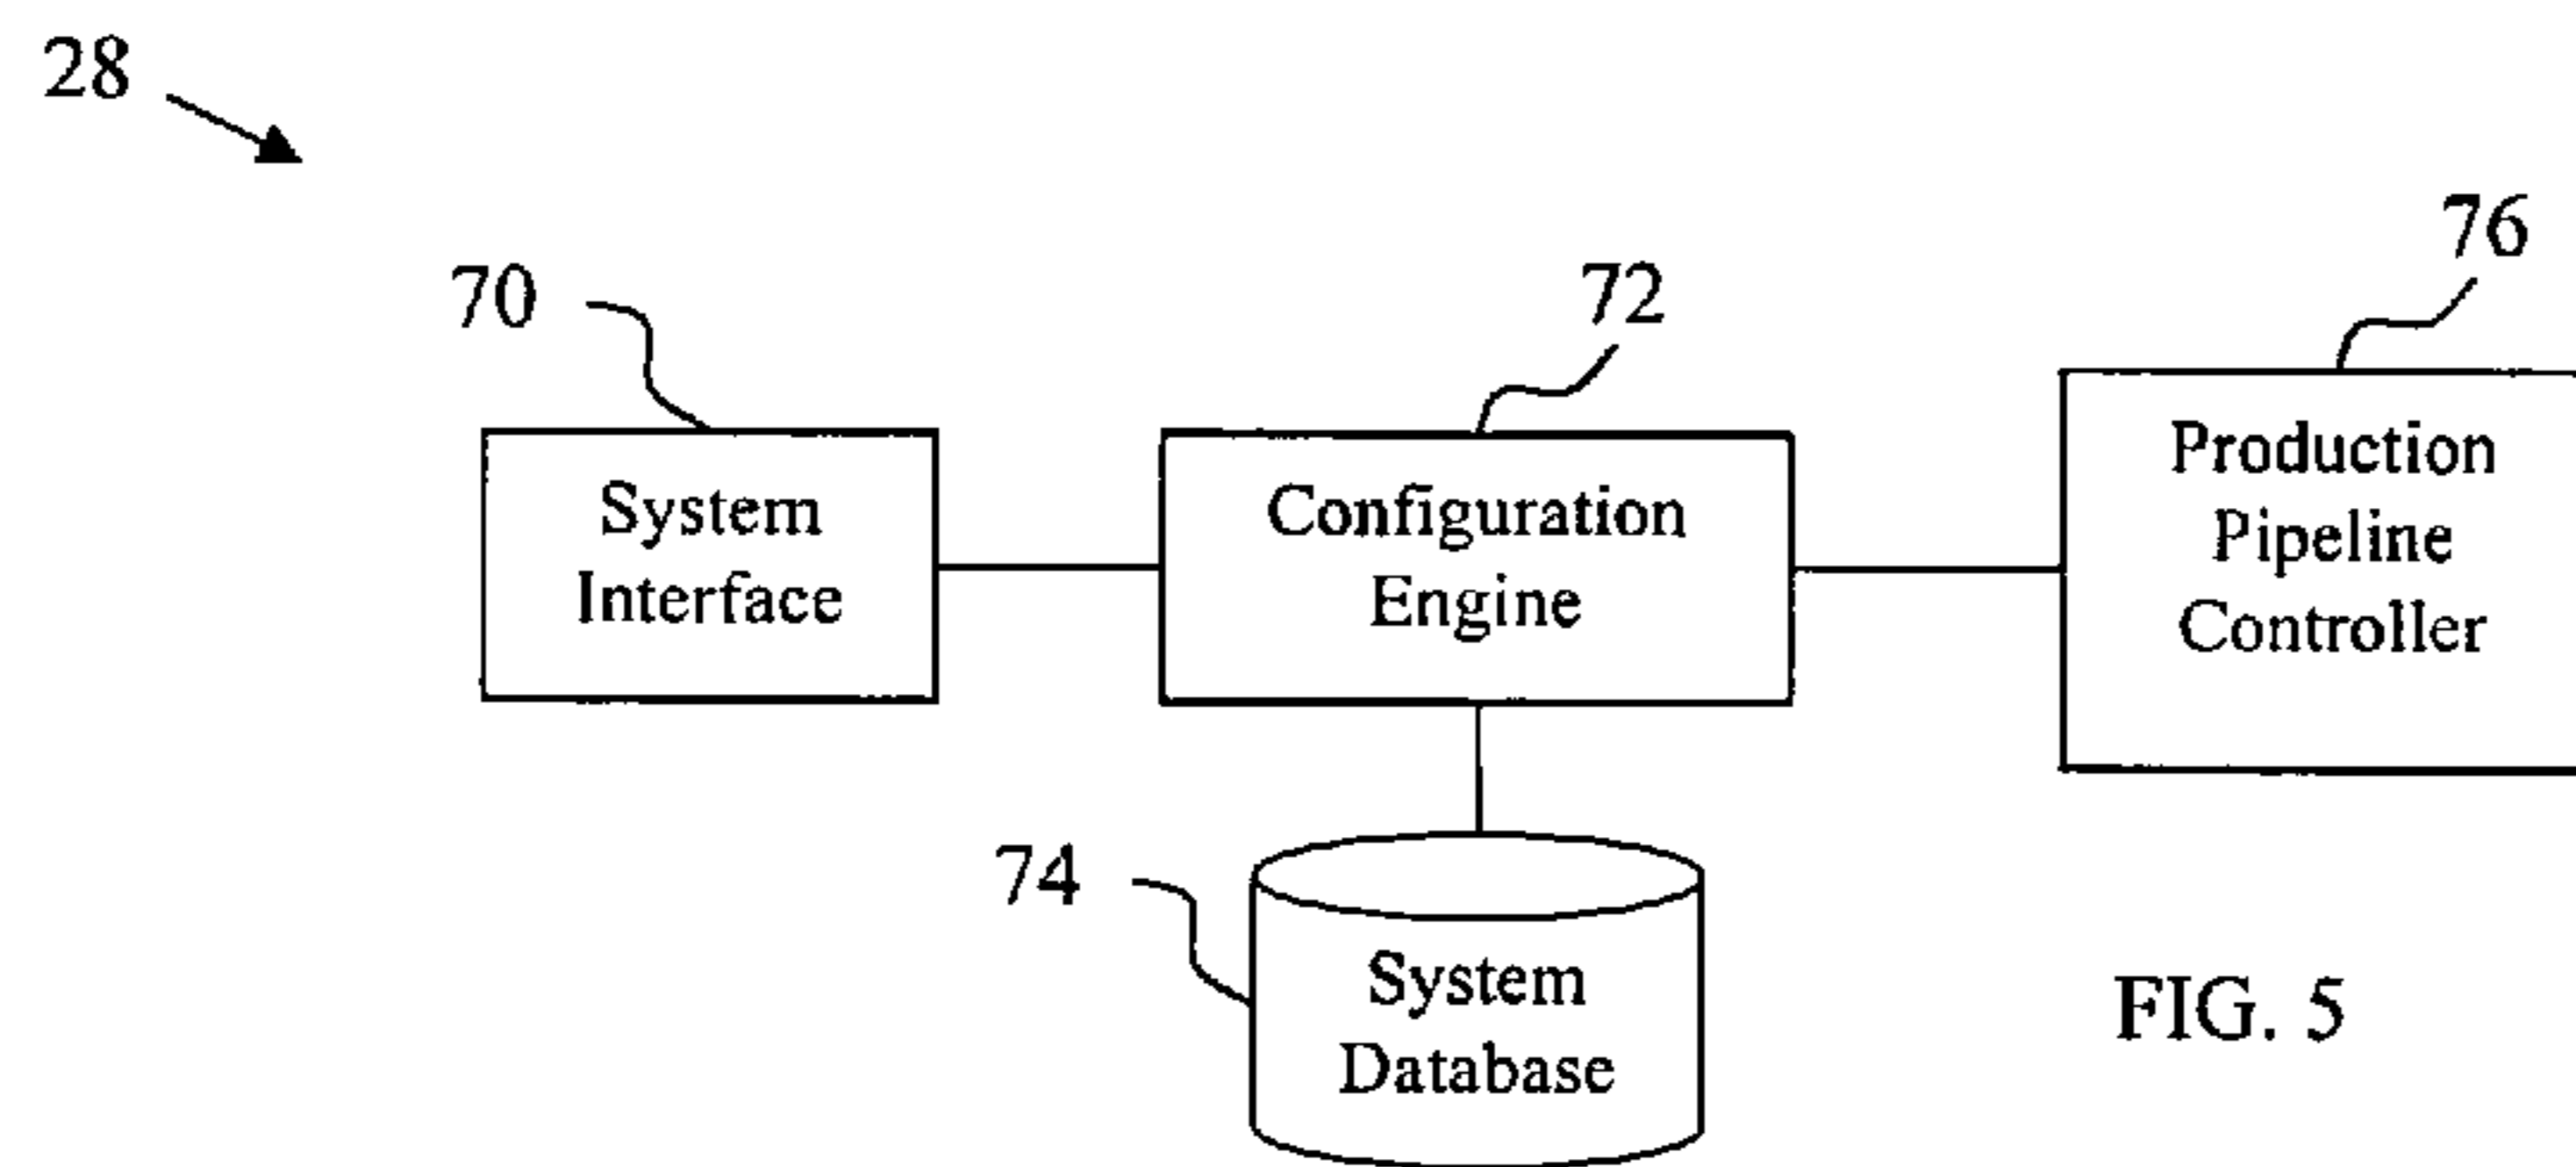 28
70
72
76
System
Interface
Configuration
Engine
Production
Pipeline
Controller
74
System
Database
FIG. 5